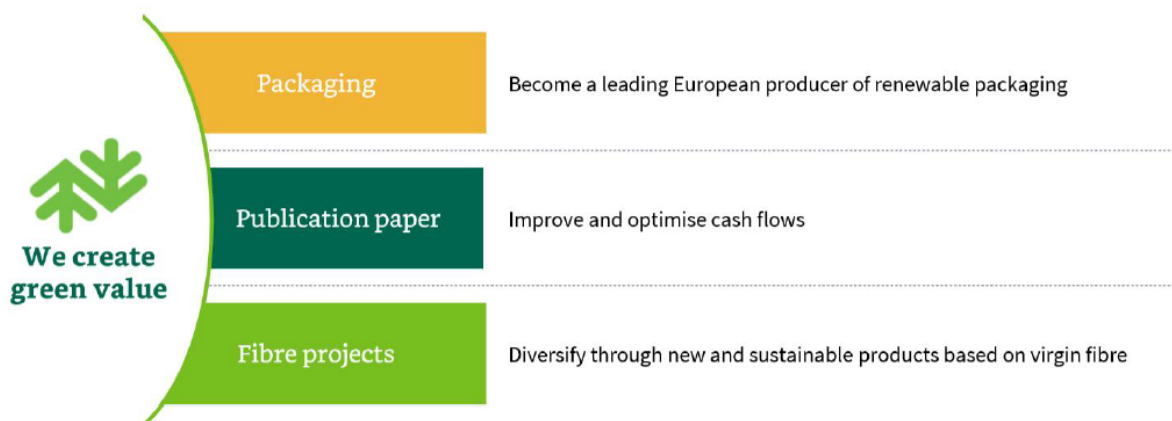 Packaging
Become a leading European producer of renewable packaging
We create
green value
Publication paper
Improve and optimise cash flows
Fibre projects
Diversify through new and sustainable products based on virgin fibre